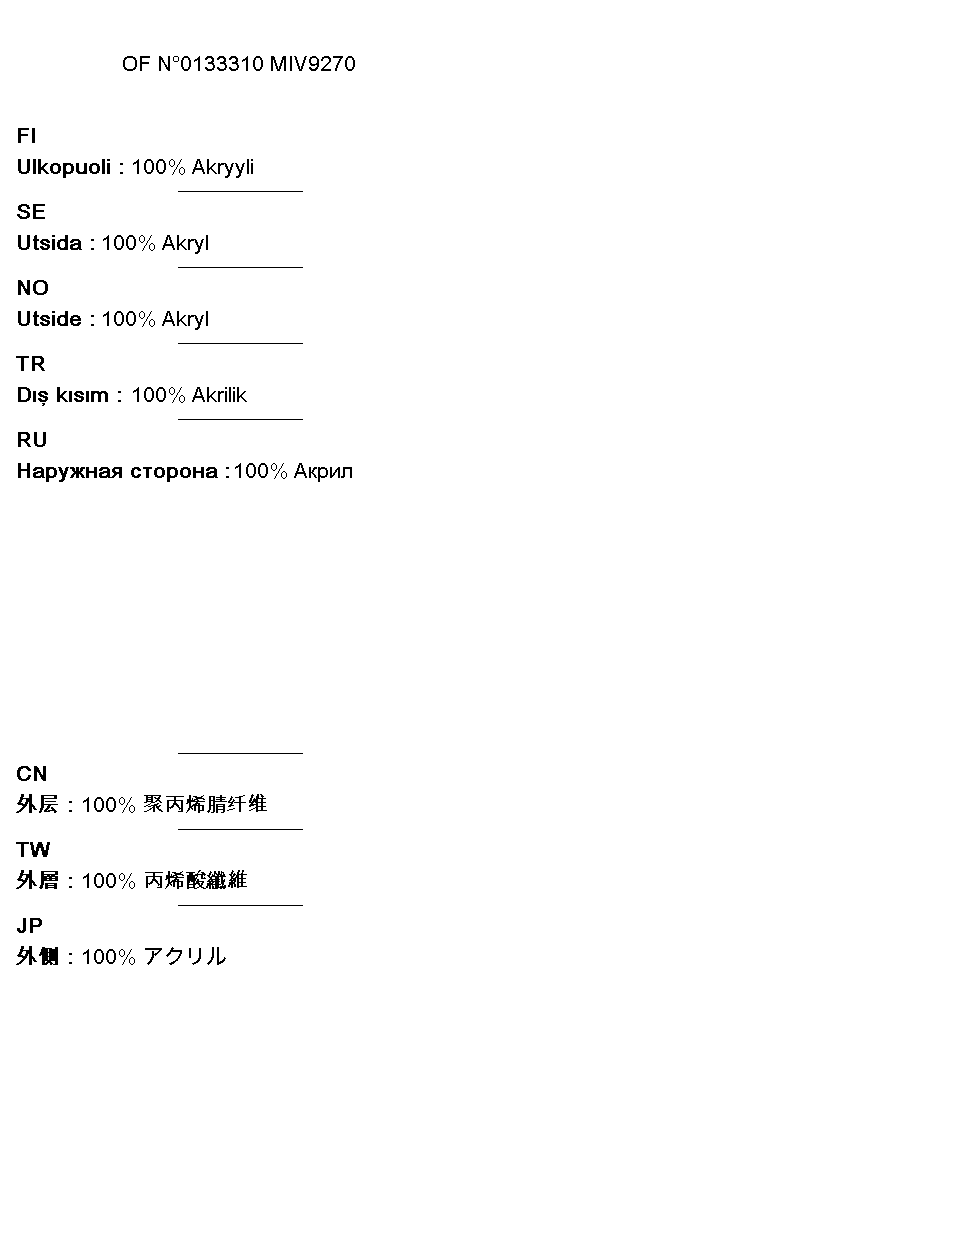 OF N°0133310 MIV9270
FI
Ulkopuoli : 100% Akryyli
SE
Utsida : 100% Akryl
NO
Utside : 100% Akryl
TR
Dış kısım : 100% Akrilik
RU
Наружная сторона : 100% Акрил
CN
外层 : 100% 聚丙烯腈纤维
TW
外層 : 100% 丙烯酸纖維
JP
外側 : 100% アクリル